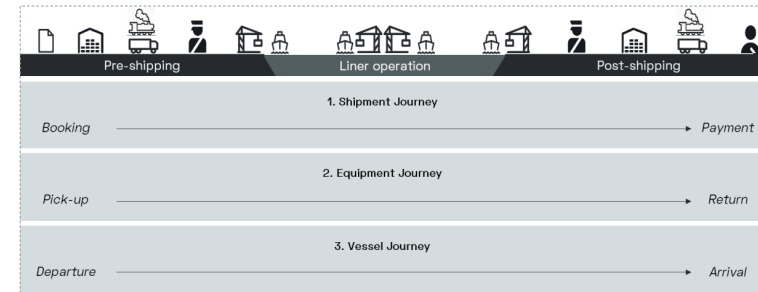 Pre-shipping Liner operation Post-shipping
1. Shipment Journey
Booking Payment
2. Equipment Journey
Pick-up Return
3. Vessel Journey
Departure Arrival